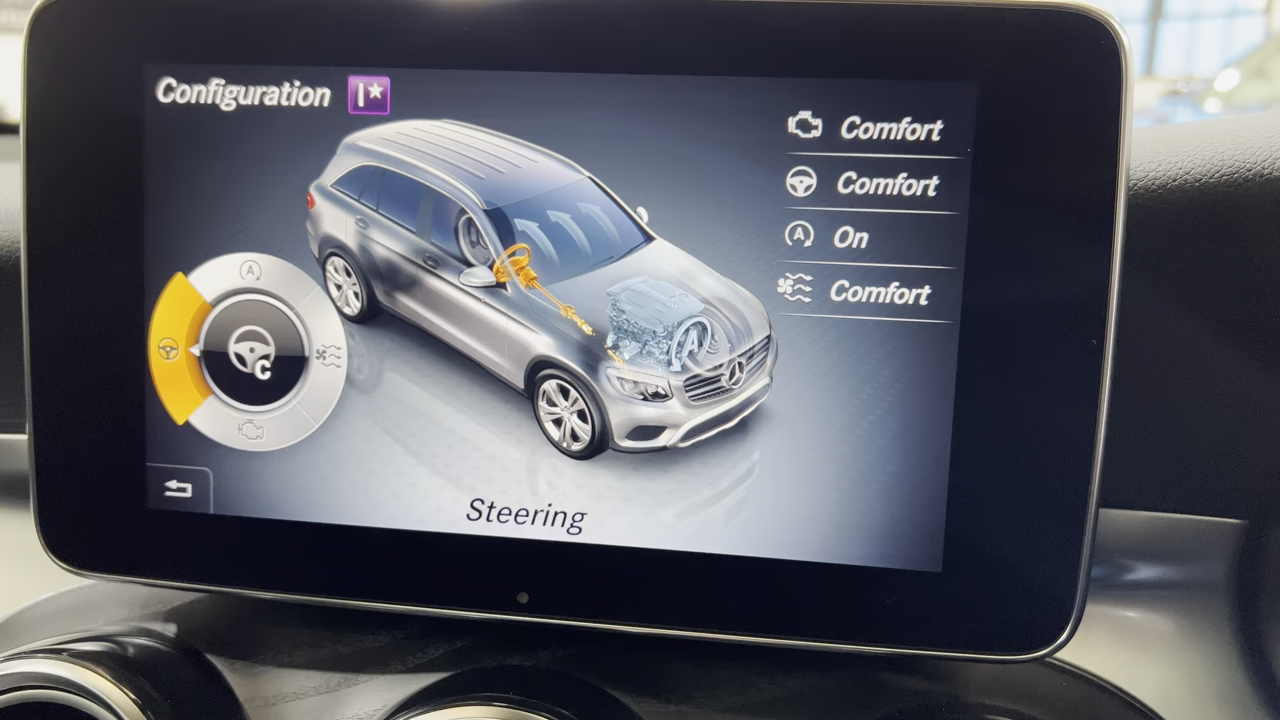 Configuration I★
Comfort
Comfort
A On
Comfort
A
C
A
Steering